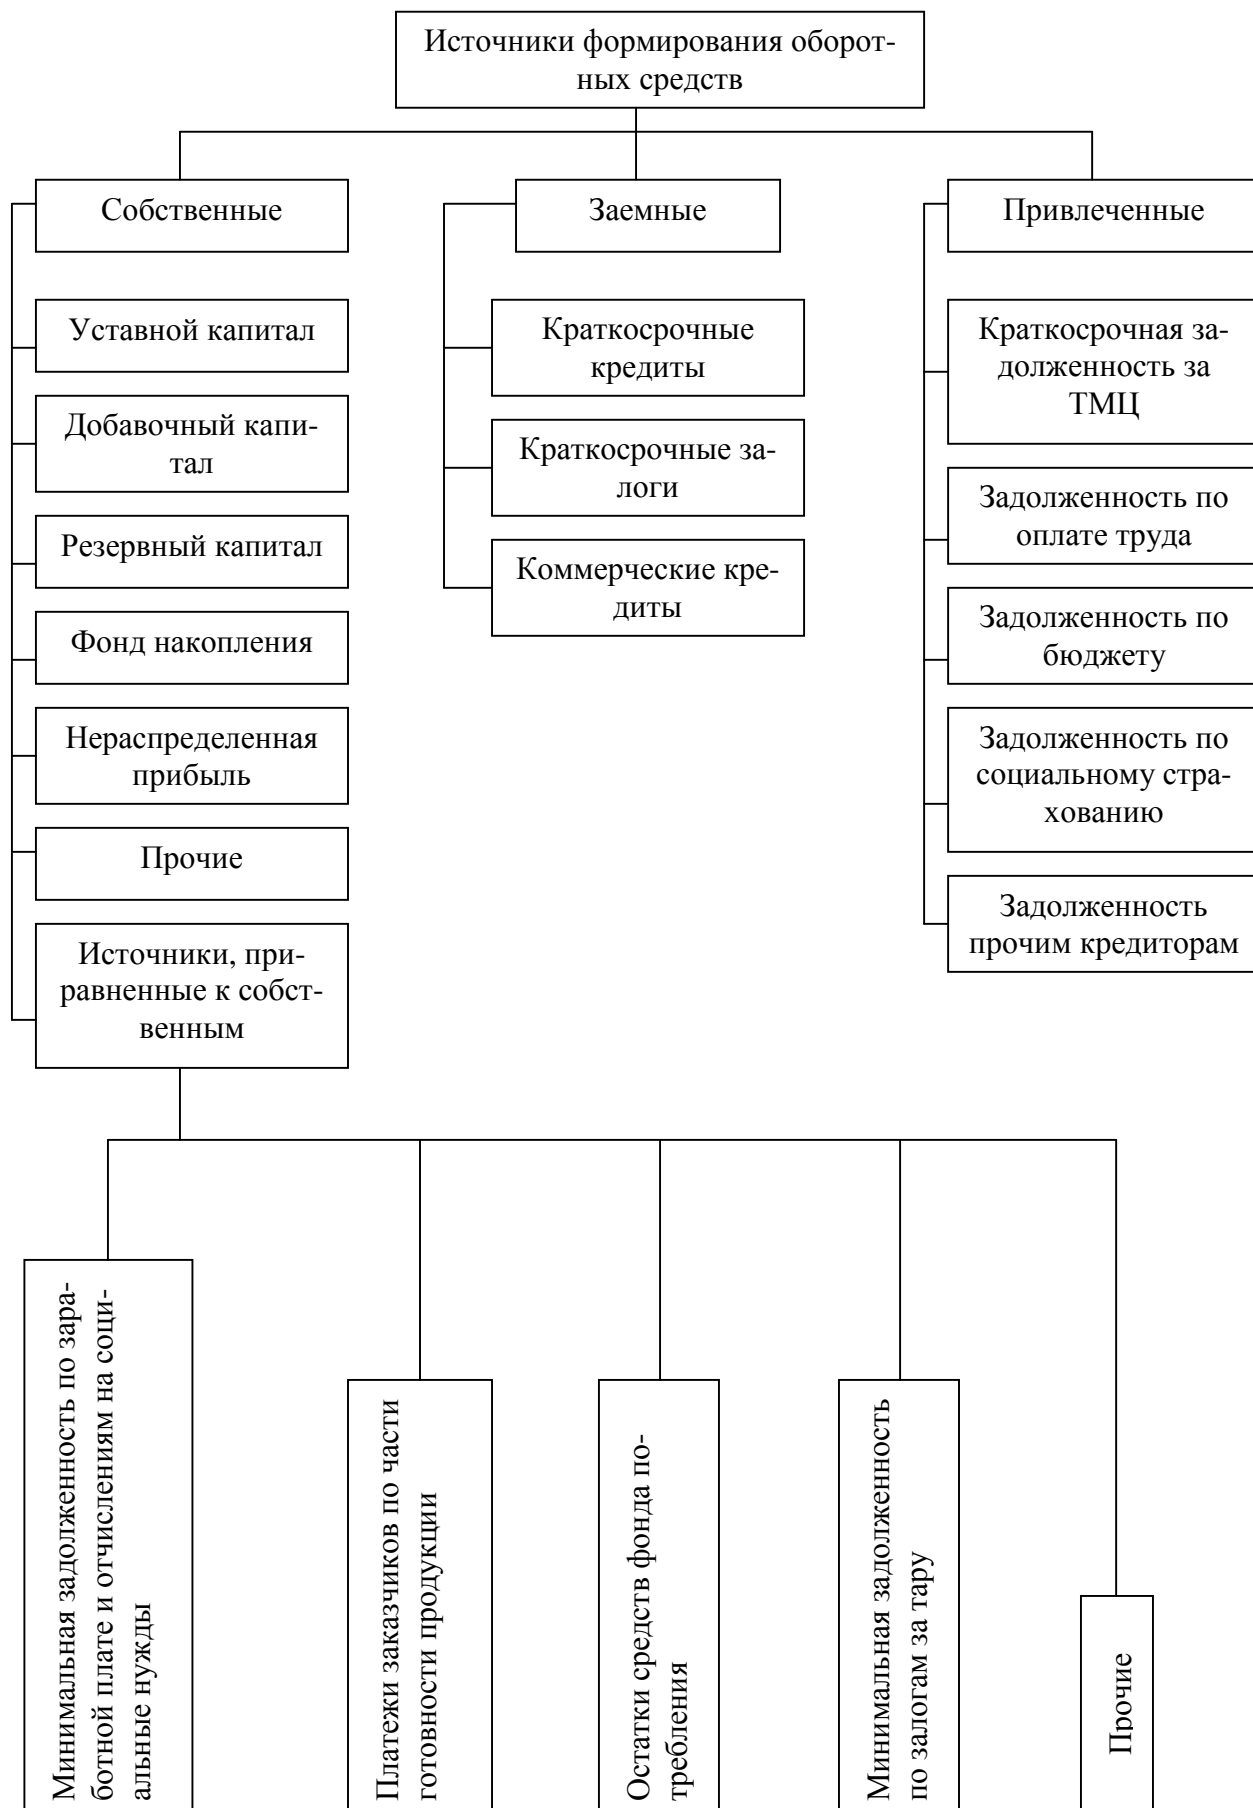 Источники формирования оборот-
ных средств
Собственные
Заемные
Привлеченные
Уставной капитал
Добавочный капи-
тал
Резервный капитал
Фонд накопления
Нераспределенная
прибыль
Прочие
Источники, при-
равненные к собст-
венным
Краткосрочные
кредиты
Краткосрочные за-
логи
Коммерческие кре-
диты
Краткосрочная за-
долженность за
ТМЦ
Задолженность по
оплате труда
Задолженность по
бюджету
Задолженность по
социальному стра-
хованию
Задолженность
прочим кредиторам
Минимальная задолженность по зара-
ботной плате и отчислениям на соци-
альные нужды
Платежи заказчиков по части
готовности продукции
Остатки средств фонда по-
требления
Минимальная задолженность
по залогам за тару
Прочие